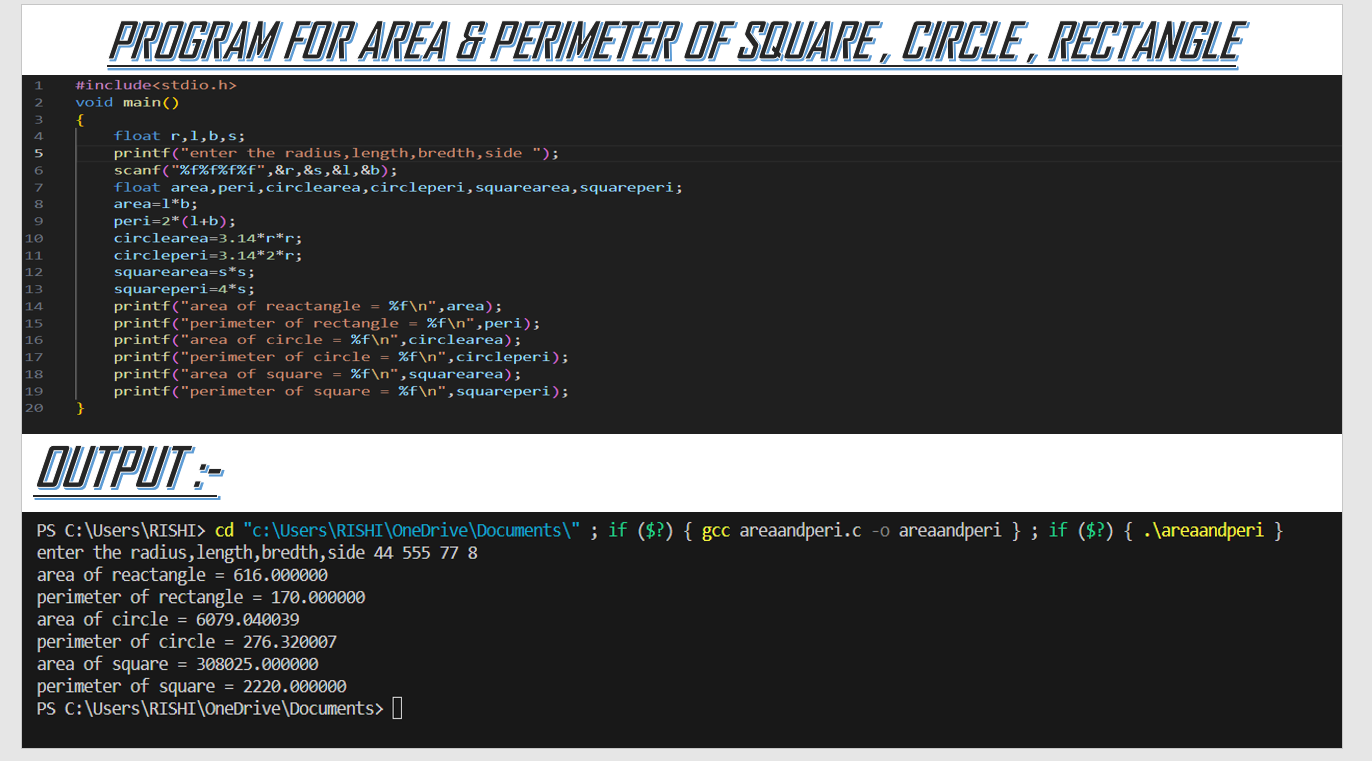 PROGRAM FOR AREA & PERIMETER OF SQUARE , CIRCLE , RECTANGLE
1 #include<stdio.h>
2 void main()
3 {
4 float r,l,b,s;
5 printf("enter the radius,length,bredth,side ");
6 scanf("%f%f%f%f",&r,&s,&l,&b);
7 float area,peri,circlearea,circleperi,squarearea,squareperi;
8 area=l*b;
9 peri=2*(l+b);
10 circlearea=3.14*r*r;
11 circleperi=3.14*2*r;
12 squarearea=s*s;
13 squareperi=4*s;
14 printf("area of reactangle = %f\n",area);
15 printf("perimeter of rectangle = %f\n",peri);
16 printf("area of circle = %f\n",circlearea);
17 printf("perimeter of circle = %f\n",circleperi);
18 printf("area of square = %f\n",squarearea);
19 printf("perimeter of square = %f\n",squareperi);
20 }
OUTPUT :-
PS C:\Users\RISHI> cd "c:\Users\RISHI\OneDrive\Documents\" ; if ($?) { gcc areaandperi.c -o areaandperi } ; if ($?) { .\areaandperi }
enter the radius,length,bredth,side 44 555 77 8
area of reactangle = 616.000000
perimeter of rectangle = 170.000000
area of circle = 6079.040039
perimeter of circle = 276.320007
area of square = 308025.000000
perimeter of square = 2220.000000
PS C:\Users\RISHI\OneDrive\Documents>